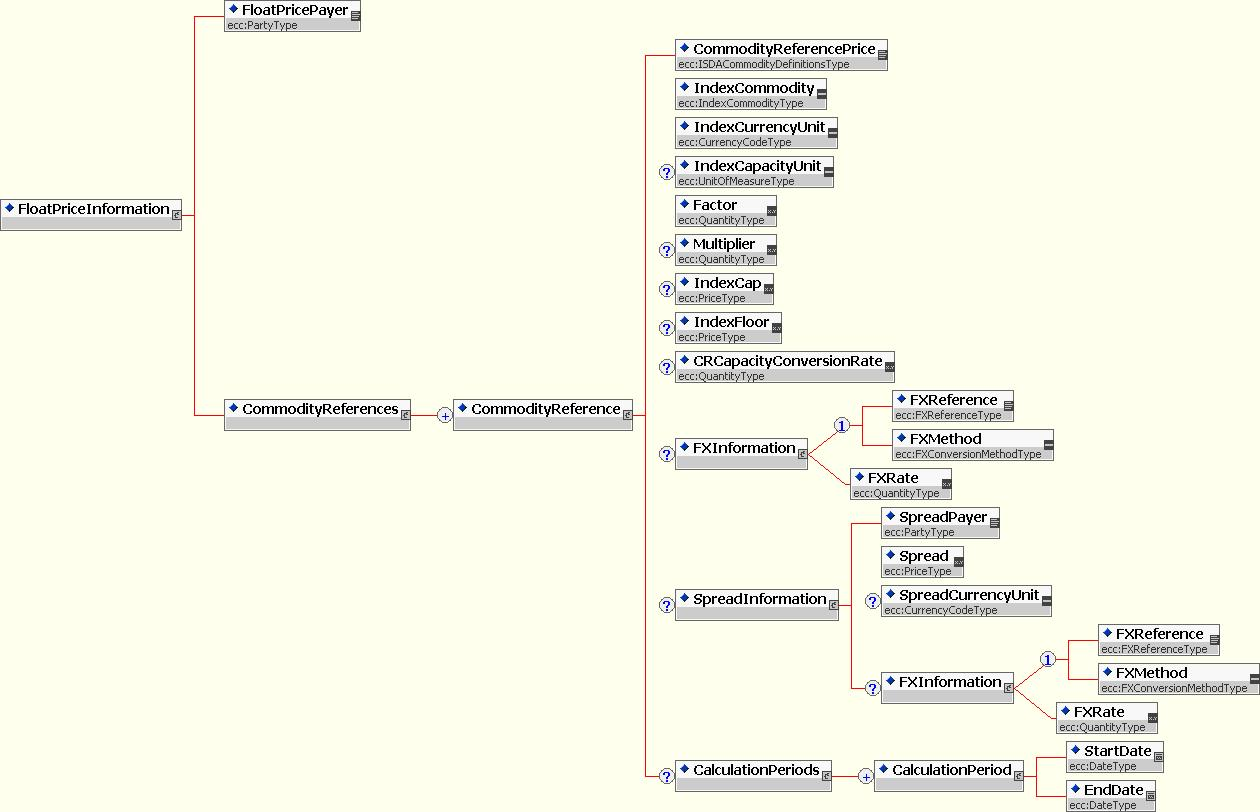 FloatPricePayer
ecc:PartyType
CommodityReferencePrice
ecc:ISDACommodityDefinitionsType
IndexCommodity
ecc:IndexCommodityType
IndexCurrencyUnit
ecc:CurrencyCodeType
?
IndexCapacityUnit
ecc:UnitOfMeasureType
FloatPriceInformation
Factor
ecc:QuantityType
?
Multiplier
ecc:QuantityType
?
IndexCap
ecc:PriceType
?
IndexFloor
ecc:PriceType
?
CRCapacityConversionRate
ecc:QuantityType
CommodityReferences
+
CommodityReference
?
FXInformation
1
FXReference
ecc:FXReferenceType
FXMethod
ecc:FXConversionMethodType
FXRate
ecc:QuantityType
?
SpreadInformation
SpreadPayer
ecc:PartyType
Spread
ecc:PriceType
?
SpreadCurrencyUnit
ecc:CurrencyCodeType
?
FXInformation
1
FXReference
ecc:FXReferenceType
FXMethod
ecc:FXConversionMethodType
FXRate
ecc:QuantityType
?
CalculationPeriods
+
CalculationPeriod
StartDate
ecc:DateType
EndDate
ecc:DateType